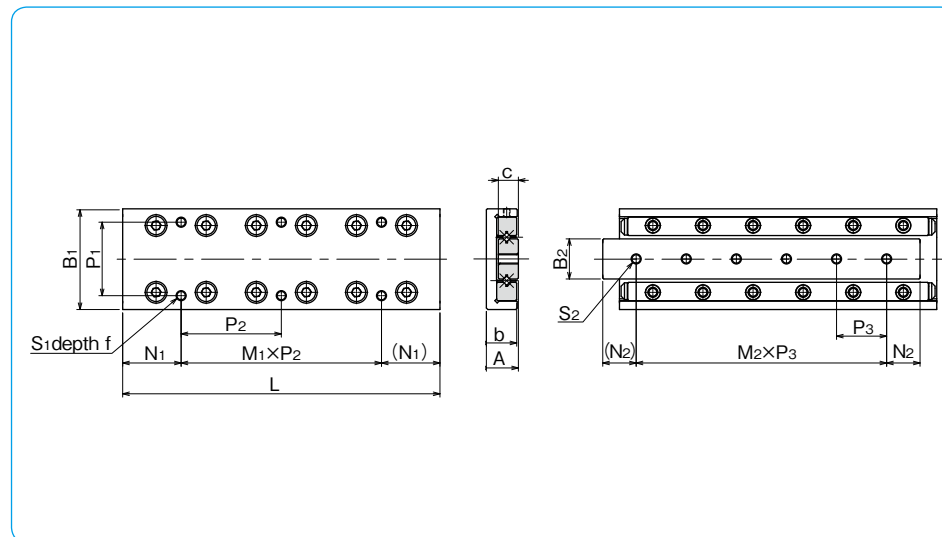 B1
P1
S1depth f
P2
N1
M1×P2
(N1)
L
c
b
A
B2
S2
P3
(N2)
M2×P3
N2